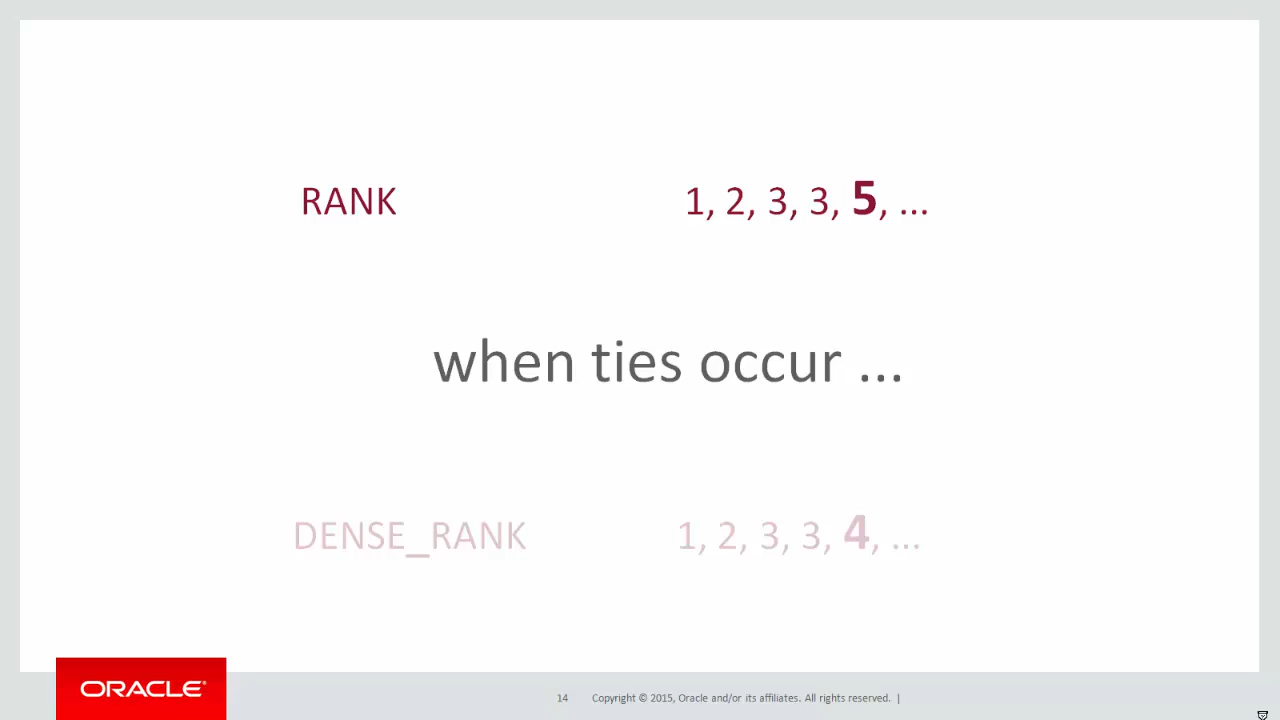 RANK 1, 2, 3, 3, 5, ...
when ties occur ...
DENSE_RANK 1, 2, 3, 3, 4, ...
ORACLE®
14 Copyright © 2015, Oracle and/or its affiliates. All rights reserved. |